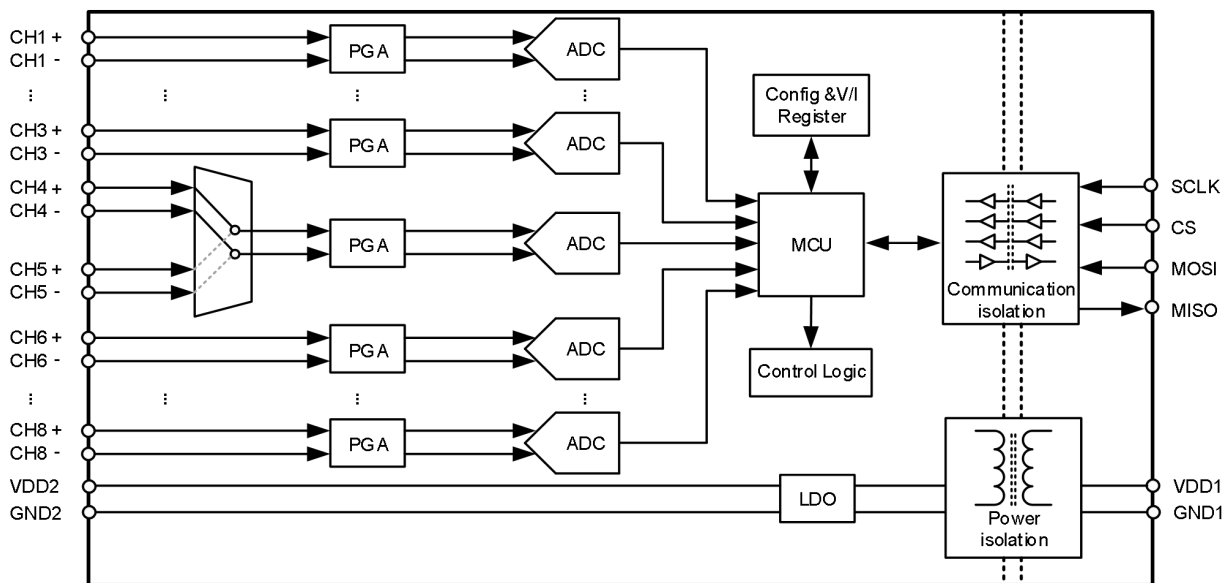 CH1 +
CH1 -
PGA
ADC
...
...
...
...
CH3 +
CH3 -
PGA
ADC
CH4 +
CH4 -
PGA
ADC
CH5 +
CH5 -
CH6 +
CH6 -
PGA
ADC
...
...
...
...
CH8 +
CH8 -
PGA
ADC
VDD2
GND2
LDO
Config &V/I
Register
MCU
Control Logic
Communication
isolation
SCLK
CS
MOSI
MISO
Power
isolation
VDD1
GND1